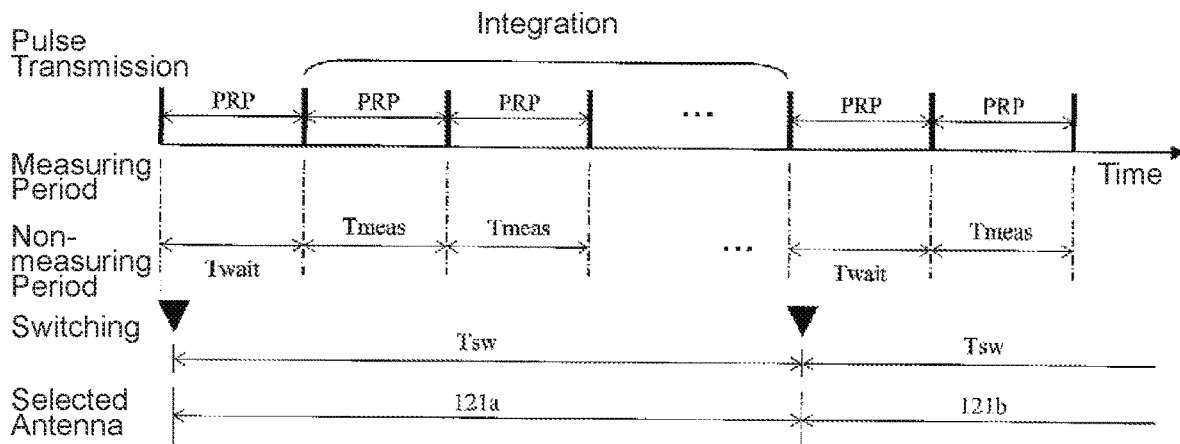 Integration
Pulse
Transmission
PRP PRP PRP ... PRP PRP
Time
Measuring
Period
Tmeas Tmeas ... Tmeas
Non-
measuring
Period
Twait Twait
Switching
Tsw Tsw
Selected
Antenna
121a 121b